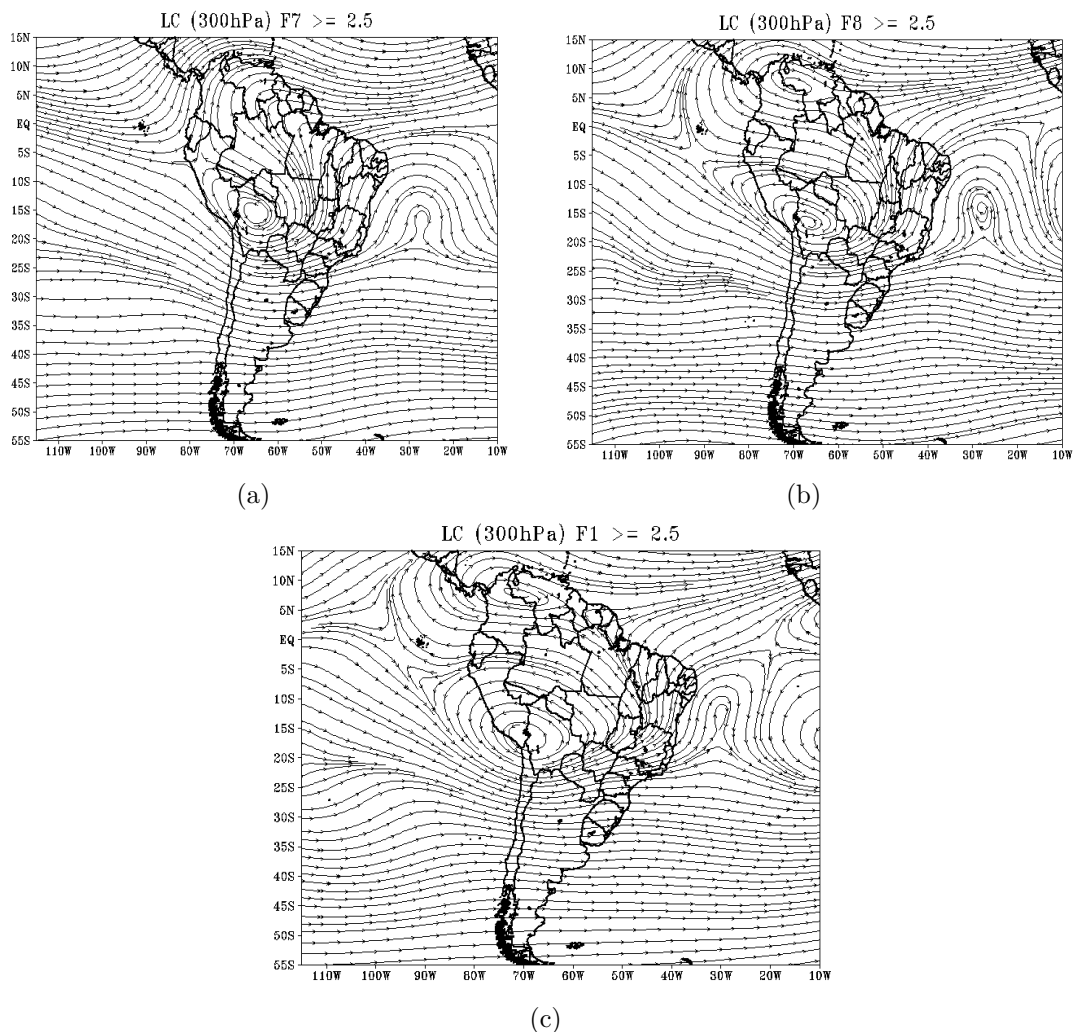 LC (300hPa) F7 >= 2.5
15N
10N
5N
EQ
5S
10S
15S
20S
25S
30S
35S
40S
45S
50S
55S
110W 100W 90W 80W 70W 60W 50W 40W 30W 20W 10W
(a)
LC (300hPa) F8 >= 2.5
15N
10N
5N
EQ
5S
10S
15S
20S
25S
30S
35S
40S
45S
50S
55S
110W 100W 90W 80W 70W 60W 50W 40W 30W 20W 10W
(b)
LC (300hPa) F1 >= 2.5
15N
10N
5N
EQ
5S
10S
15S
20S
25S
30S
35S
40S
45S
50S
55S
110W 100W 90W 80W 70W 60W 50W 40W 30W 20W 10W
(c)